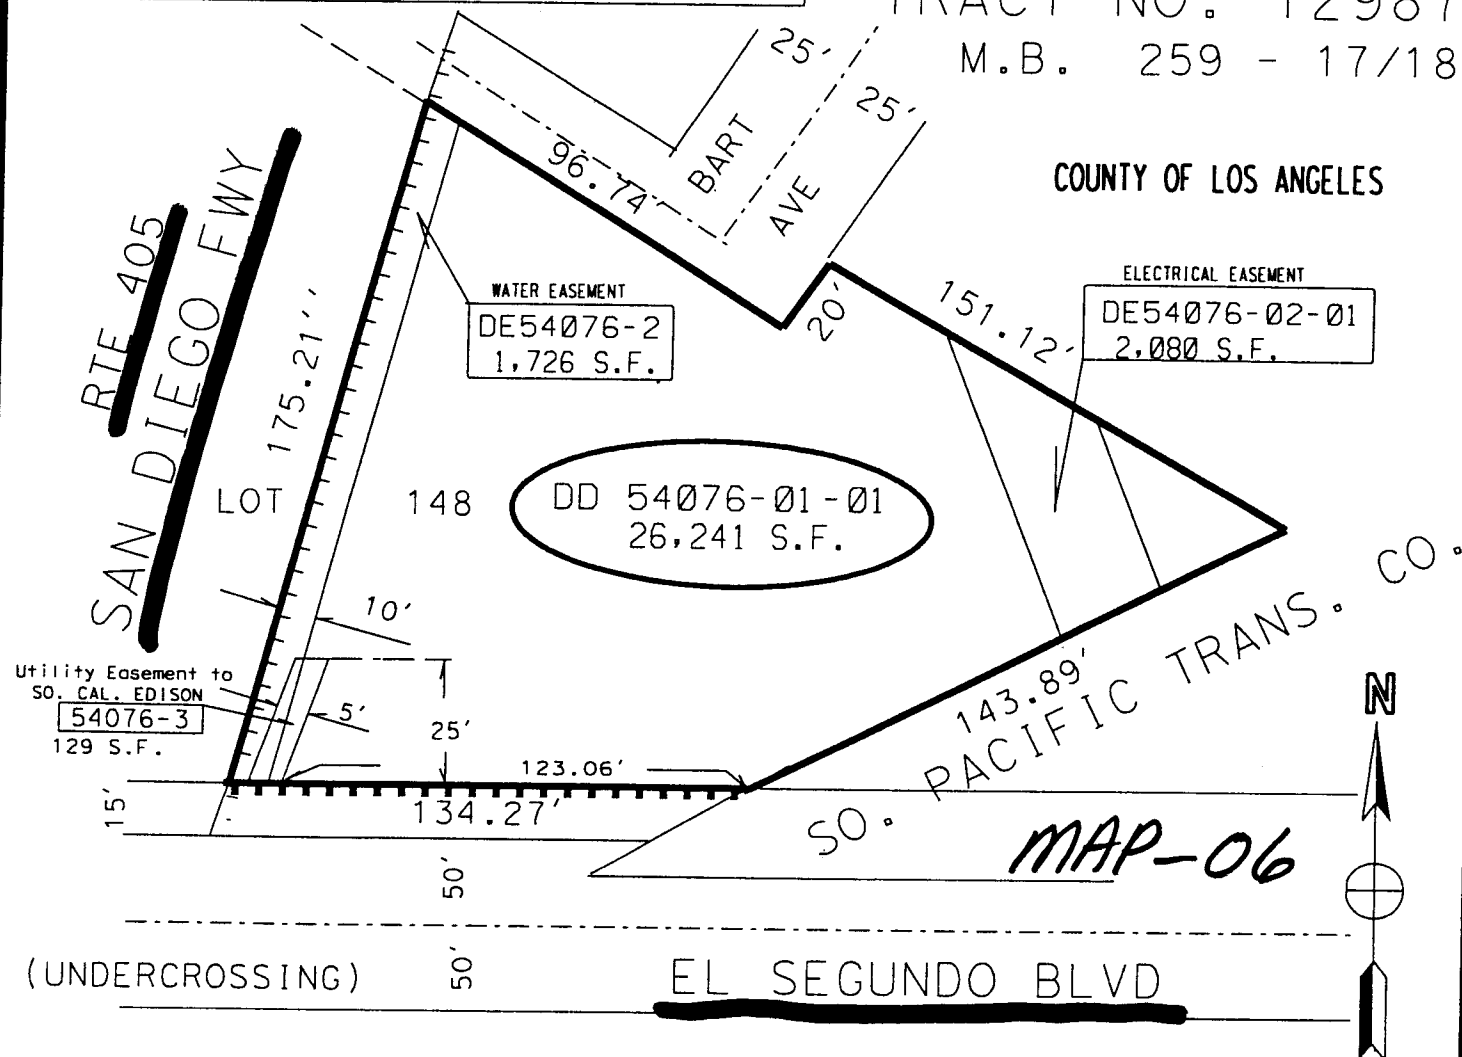 TRACT NO. 12987
M.B. 259 - 17/18
COUNTY OF LOS ANGELES
25'
25'
BART
AVE
96.74'
20'
151.12'
WATER EASEMENT
DE54076-2
1,726 S.F.
ELECTRICAL EASEMENT
DE54076-02-01
2,080 S.F.
RTE 405
SAN DIEGO FWY
175.21''
LOT 148
DD 54076-01-01
26,241 S.F.
10'
Utility Easement to
SO. CAL. EDISON
54076-3
129 S.F.
5'
25'
123.06'
134.27'
15'
143.89'
SO. PACIFIC TRANS. CO.
N
MAP-06
50'
50'
(UNDERCROSSING)
EL SEGUNDO BLVD